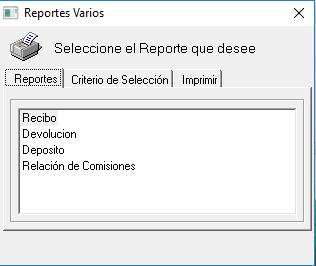 Reportes Varios
Seleccione el Reporte que desee
Reportes Criterio de Selección Imprimir
Recibo
Devolucion
Deposito
Relación de Comisiones